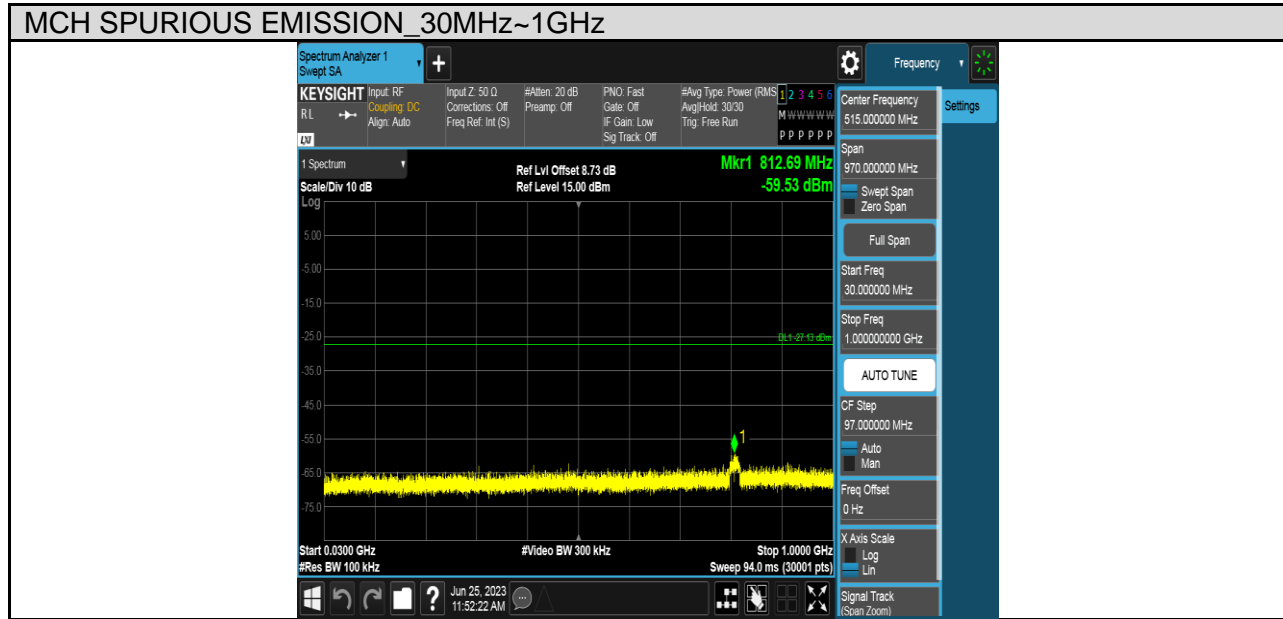 MCH SPURIOUS EMISSION_30MHz~1GHz
Spectrum Analyzer 1
Swept SA
+
Frequency
KEYSIGHT Input: RF Input Z: 50 Ω #Atten: 20 dB PNO: Fast #Avg Type: Power (RMS 1 2 3 4 5 6
RL Coupling: DC Corrections: Off Preamp: Off Gate: Off Avg|Hold: 30/30 M W W W W W
Align: Auto Freq Ref: Int (S) IF Gain: Low Trig: Free Run
LXI Sig Track: Off P P P P P P
1 Spectrum
Scale/Div 10 dB
Ref Lvl Offset 8.73 dB
Ref Level 15.00 dBm
Mkr1 812.69 MHz
-59.53 dBm
Log
5.00
-5.00
-15.0
-25.0
DL1 -27.13 dBm
-35.0
-45.0
-55.0
1
-65.0
-75.0
Start 0.0300 GHz #Video BW 300 kHz Stop 1.0000 GHz
#Res BW 100 kHz Sweep 94.0 ms (30001 pts)
? Jun 25, 2023
11:52:22 AM
Center Frequency
515.000000 MHz
Settings
Span
970.000000 MHz
Swept Span
Zero Span
Full Span
Start Freq
30.000000 MHz
Stop Freq
1.000000000 GHz
AUTO TUNE
CF Step
97.000000 MHz
Auto
Man
Freq Offset
0 Hz
X Axis Scale
Log
Lin
Signal Track
(Span Zoom)